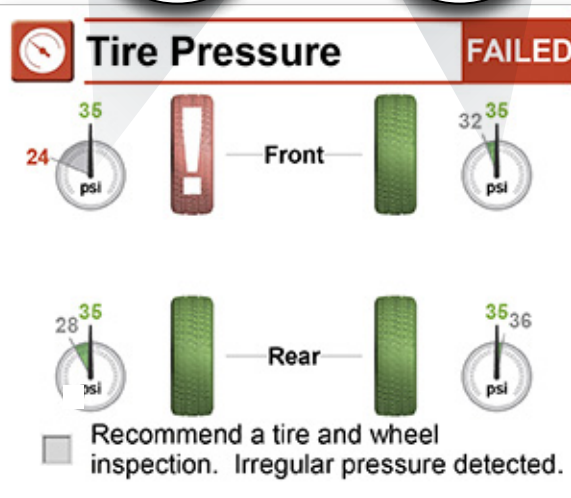 Tire Pressure FAILED
35
24
psi
!
Front
32 35
psi
35
28
psi
Rear
35 36
psi
Recommend a tire and wheel
inspection. Irregular pressure detected.